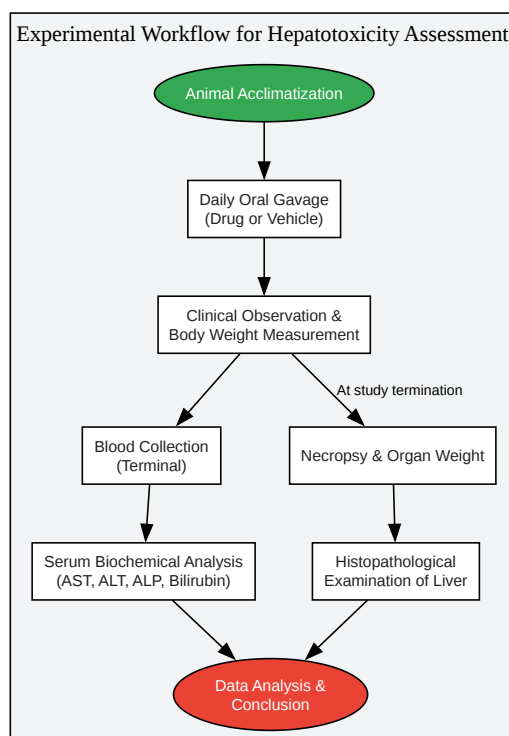 Experimental Workflow for Hepatotoxicity Assessment
Animal Acclimatization
Daily Oral Gavage
(Drug or Vehicle)
Clinical Observation &
Body Weight Measurement
At study termination
Blood Collection
(Terminal)
Necropsy & Organ Weight
Serum Biochemical Analysis
(AST, ALT, ALP, Bilirubin)
Histopathological
Examination of Liver
Data Analysis &
Conclusion